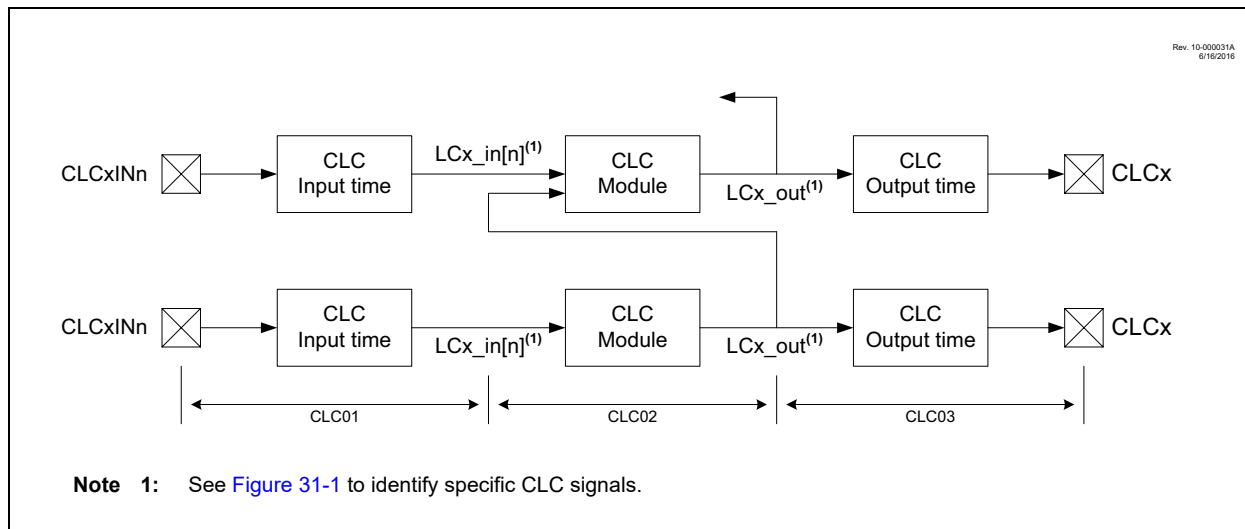 Rev. 10-000031A
6/16/2016
CLCxINn
CLC
Input time
LCx_in[n](1)
CLC
Module
LCx_out(1)
CLC
Output time
CLCx
CLCxINn
CLC
Input time
LCx_in[n](1)
CLC
Module
LCx_out(1)
CLC
Output time
CLCx
CLC01
CLC02
CLC03
Note 1: See Figure 31-1 to identify specific CLC signals.